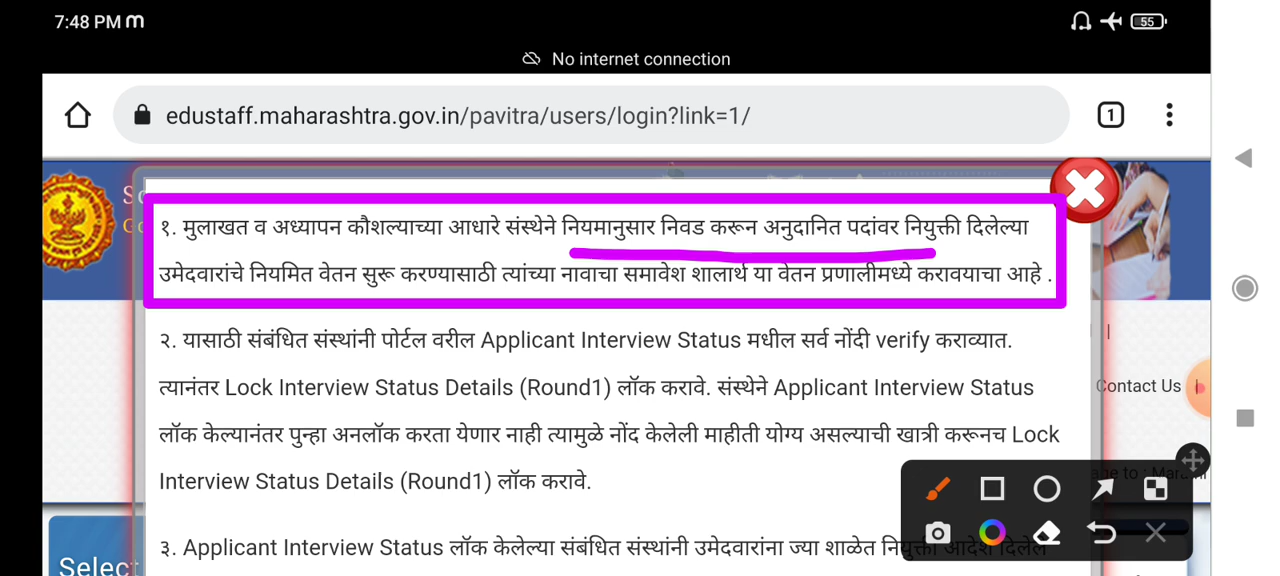 7:48 PM
55
No internet connection
edustaff.maharashtra.gov.in/pavitra/users/login?link=1/
1
१. मुलाखत व अध्यापन कौशल्याच्या आधारे संस्थेने नियमानुसार निवड करून अनुदानित पदांवर नियुक्ती दिलेल्या
उमेदवारांचे नियमित वेतन सुरू करण्यासाठी त्यांच्या नावाचा समावेश शालार्थ या वेतन प्रणालीमध्ये करावयाचा आहे .
२. यासाठी संबंधित संस्थांनी पोर्टल वरील Applicant Interview Status मधील सर्व नोंदी verify कराव्यात.
त्यानंतर Lock Interview Status Details (Round1) लॉक करावे. संस्थेने Applicant Interview Status
Contact Us |
लॉक केल्यानंतर पुन्हा अनलॉक करता येणार नाही त्यामुळे नोंद केलेली माहीती योग्य असल्याची खात्री करूनच Lock
Interview Status Details (Round1) लॉक करावे.
३. Applicant Interview Status लॉक केलेल्या संबंधित संस्थांनी उमेदवारांना ज्या शाळेत नियुक्ती आदेश दिलेले
Select